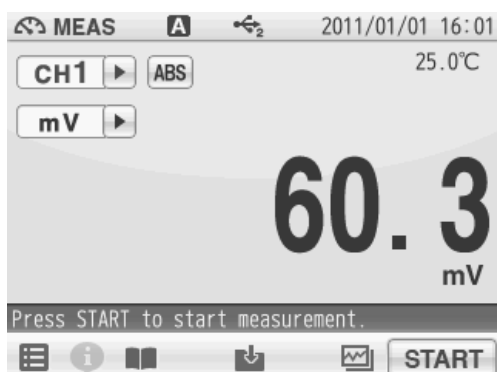 MEAS A 2 2011/01/01 16:01
CH1 ABS 25.0℃
mV
60.3
mV
Press START to start measurement.
START